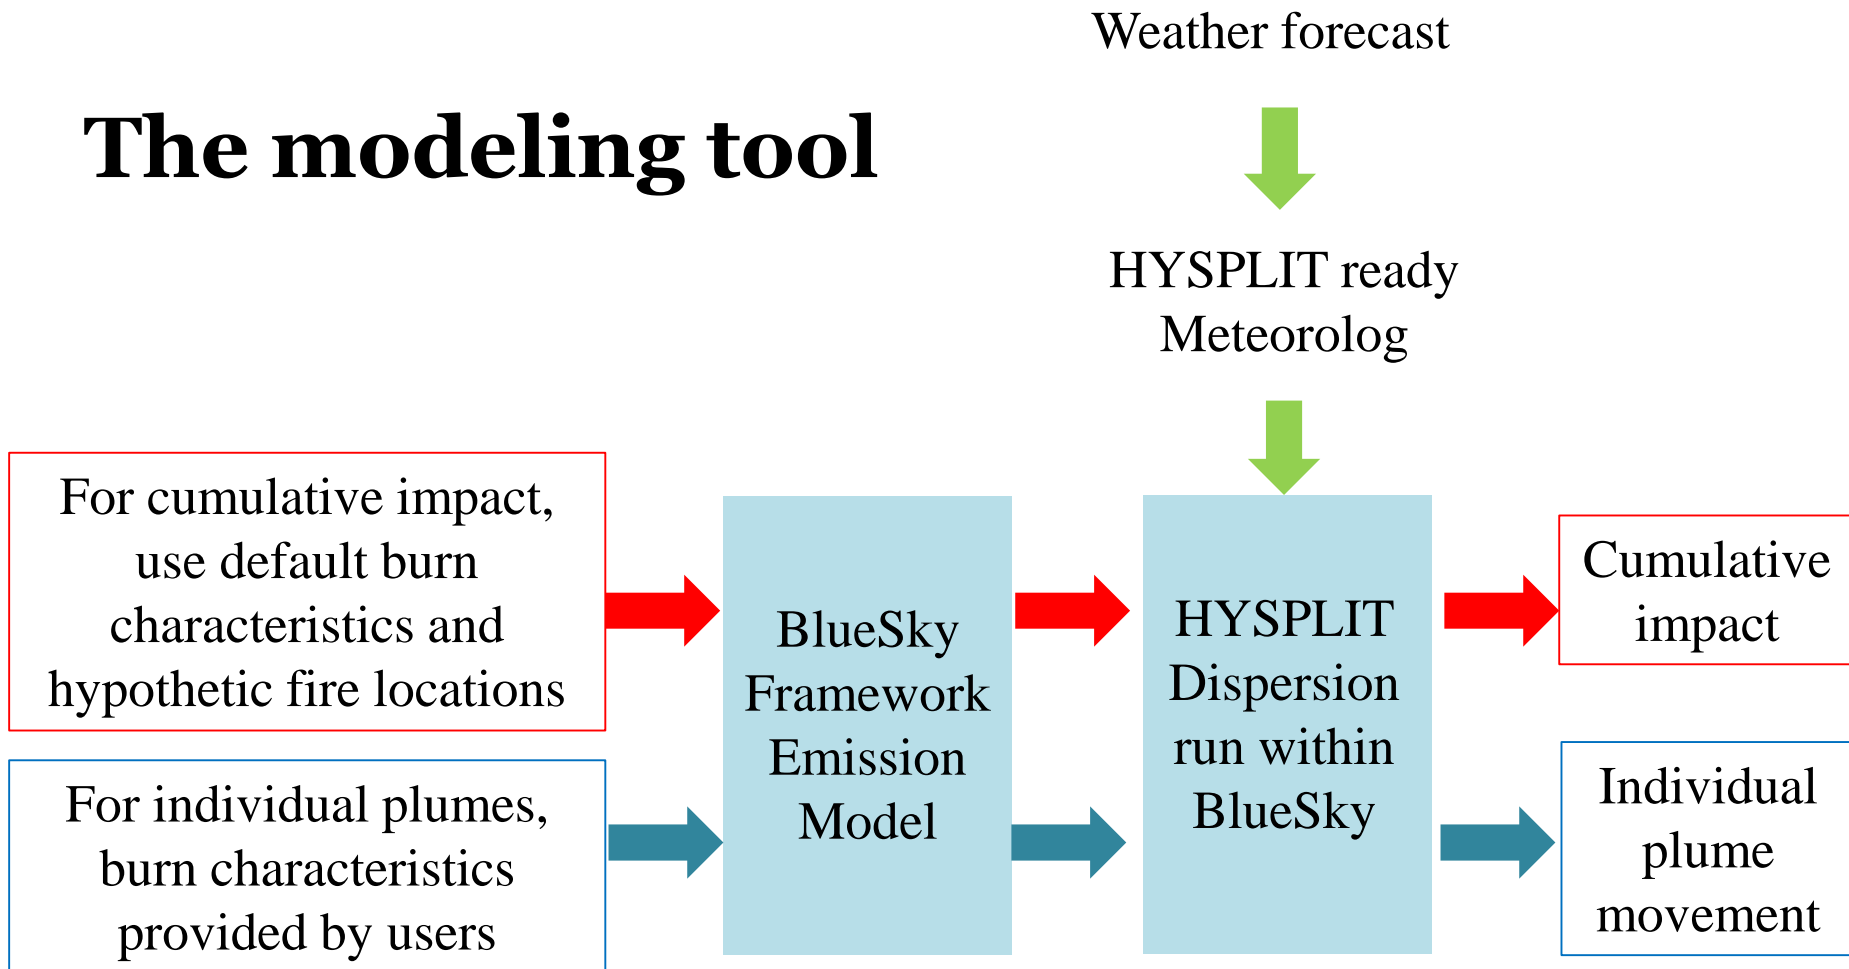 Weather forecast
The modeling tool
HYSPLIT ready
Meteorolog
For cumulative impact,
use default burn
characteristics and
hypothetic fire locations
BlueSky
Framework
Emission
Model
HYSPLIT
Dispersion
run within
BlueSky
Cumulative
impact
For individual plumes,
burn characteristics
provided by users
Individual
plume
movement